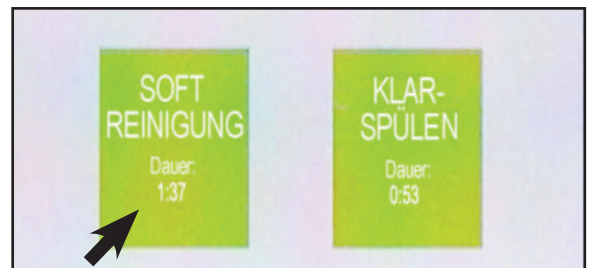 SOFT
REINIGUNG
Dauer:
1:37
KLAR-
SPÜLEN
Dauer:
0:53